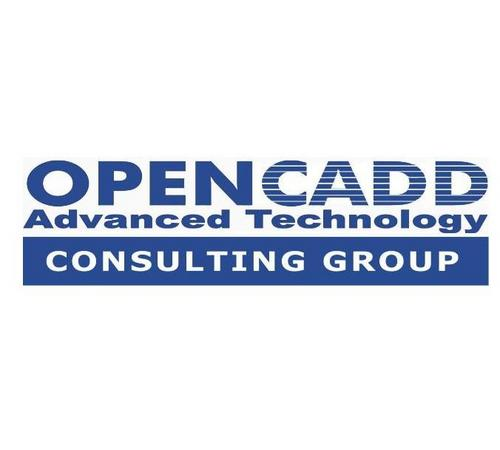 OPENCADD
Advanced Technology
CONSULTING GROUP